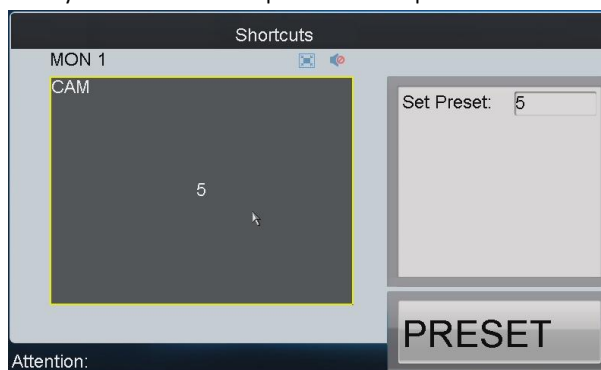 Shortcuts
MON 1
CAM
5
Set Preset: 5
PRESET
Attention: